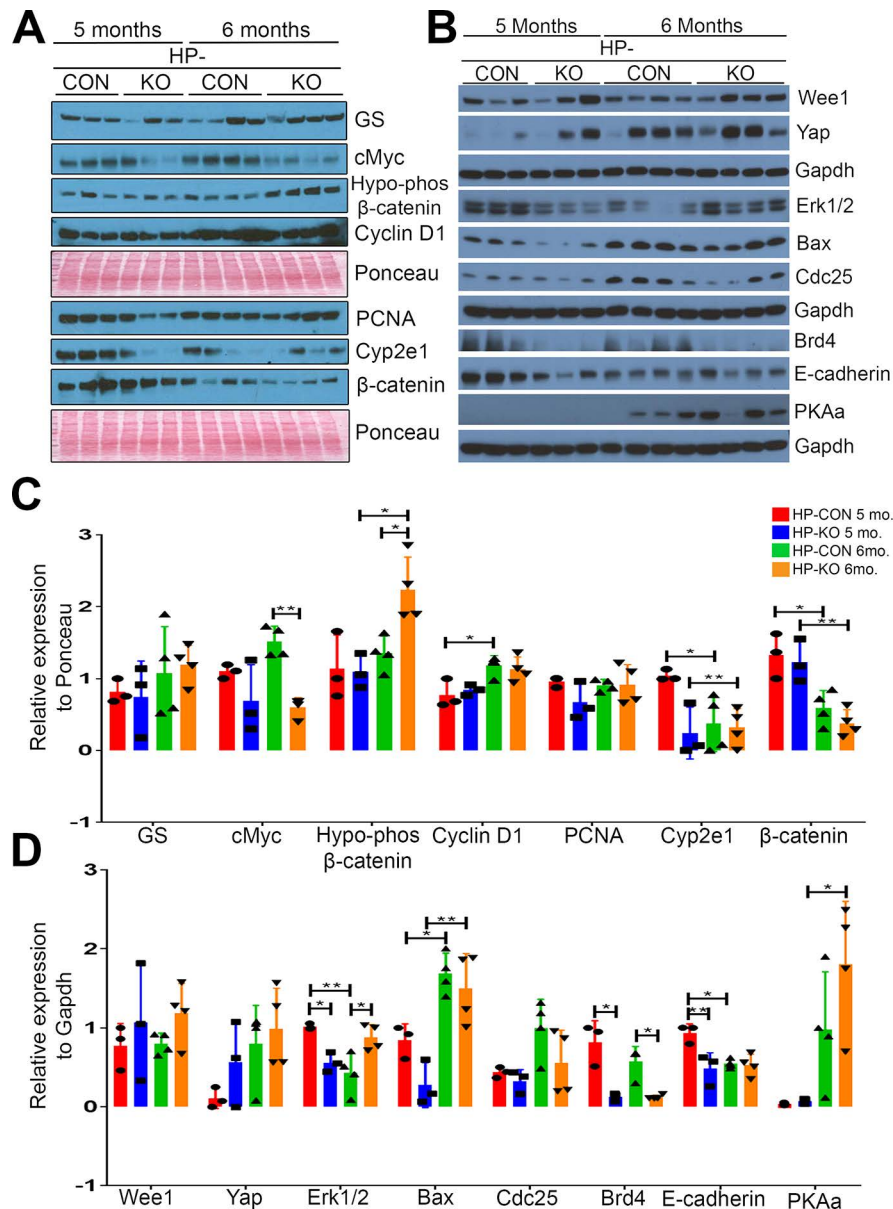 A
5 months 6 months
HP-
CON KO CON KO
GS
cMyc
Hypo-phos
β-catenin
Cyclin D1
Ponceau
PCNA
Cyp2e1
β-catenin
Ponceau
B
5 Months 6 Months
HP-
CON KO CON KO
Wee1
Yap
Gapdh
Erk1/2
Bax
Cdc25
Gapdh
Brd4
E-cadherin
PKAa
Gapdh
C
Relative expression
to Ponceau
3
2
1
0
-1
* * ** * * ** * **
HP-CON 5 mo.
HP-KO 5 mo.
HP-CON 6mo.
HP-KO 6mo.
GS cMyc Hypo-phos Cyclin D1 PCNA Cyp2e1 β-catenin
β-catenin
D
Relative expression
to Gapdh
3
2
1
0
-1
** * * * ** * * * ** *
Wee1 Yap Erk1/2 Bax Cdc25 Brd4 E-cadherin PKAa